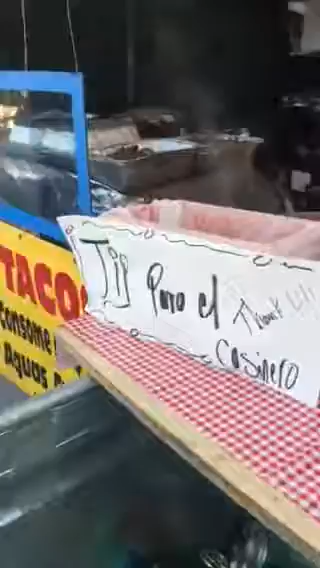 TACO
Consome
Aguas
Tip Para el Thank U!!
Cosinero